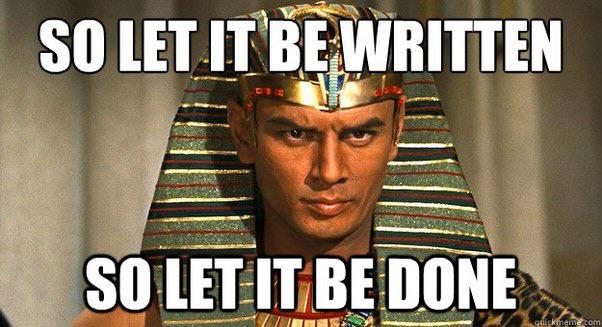 SO LET IT BE WRITTEN
SO LET IT BE DONE
quickmeme.com